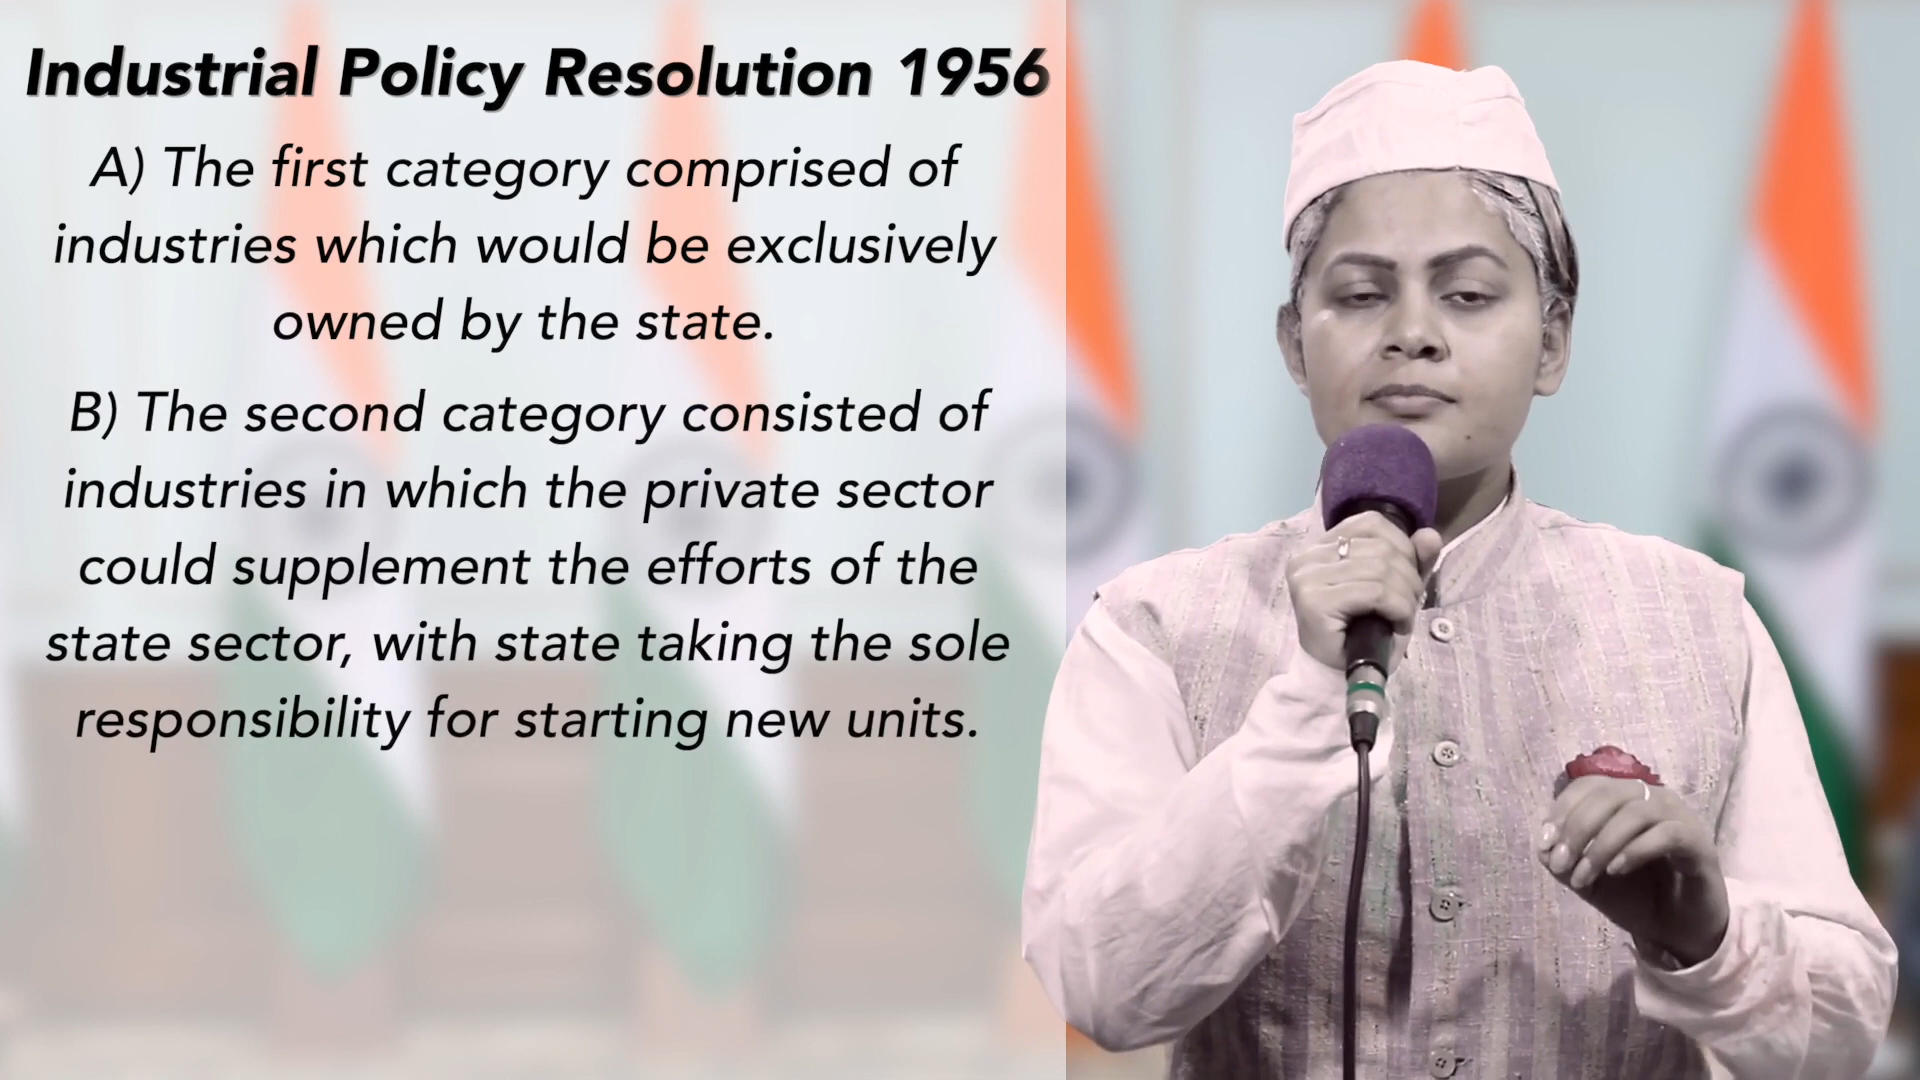 Industrial Policy Resolution 1956
A) The first category comprised of
industries which would be exclusively
owned by the state.
B) The second category consisted of
industries in which the private sector
could supplement the efforts of the
state sector, with state taking the sole
responsibility for starting new units.